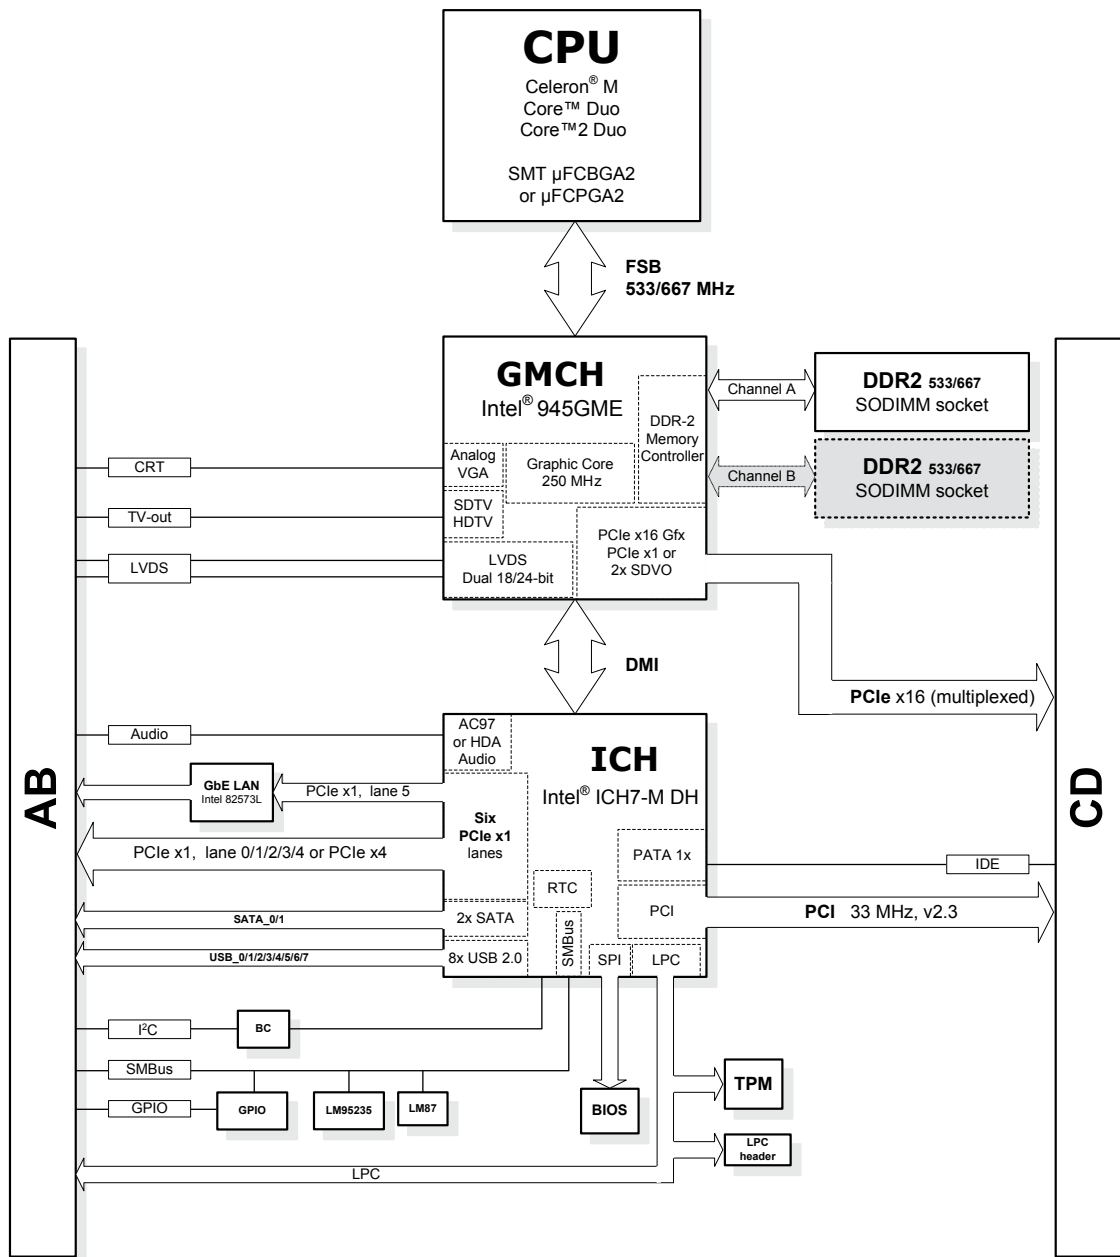 CPU
Celeron® M
Core™ Duo
Core™2 Duo
SMT µFCBGA2
or µFCPGA2
FSB
533/667 MHz
GMCH
Intel® 945GME
DDR-2
Memory
Controller
Analog
VGA
Graphic Core
250 MHz
SDTV
HDTV
LVDS
Dual 18/24-bit
PCIe x16 Gfx
PCIe x1 or
2x SDVO
Channel A
DDR2 533/667
SODIMM socket
Channel B
DDR2 533/667
SODIMM socket
CRT
TV-out
LVDS
DMI
PCIe x16 (multiplexed)
AB
CD
Audio
AC97
or HDA
Audio
ICH
Intel® ICH7-M DH
GbE LAN
Intel 82573L
PCIe x1, lane 5
Six
PCIe x1
lanes
PCIe x1, lane 0/1/2/3/4 or PCIe x4
PATA 1x
IDE
RTC
PCI
PCI 33 MHz, v2.3
SATA_0/1
2x SATA
SMBus
USB_0/1/2/3/4/5/6/7
8x USB 2.0
SPI
LPC
I²C
BC
SMBus
GPIO
GPIO
LM95235
LM87
BIOS
TPM
LPC
header
LPC